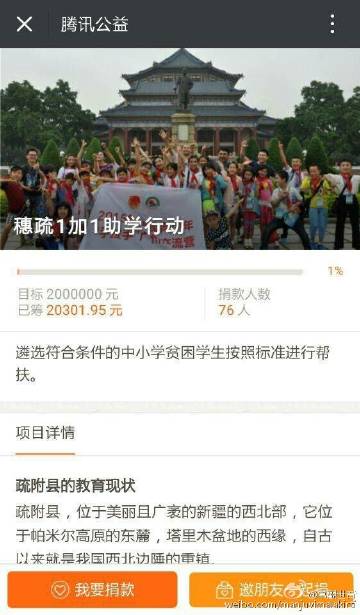 腾讯公益
穗疏1加1助学行动
1%
目标 2000000 元
已筹 20301.95 元
捐款人数
76 人
遴选符合条件的中小学贫困学生按照标准进行帮
扶。
项目详情
疏附县的教育现状
疏附县，位于美丽且广袤的新疆的西北部，它位
于帕米尔高原的东麓，塔里木盆地的西缘，自古
以来就是我国西北边陲的重镇
我要捐款
邀朋友一起捐